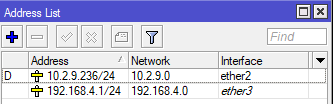 Address List
Find
Address Network Interface
D 10.2.9.236/24 10.2.9.0 ether2
192.168.4.1/24 192.168.4.0 ether3